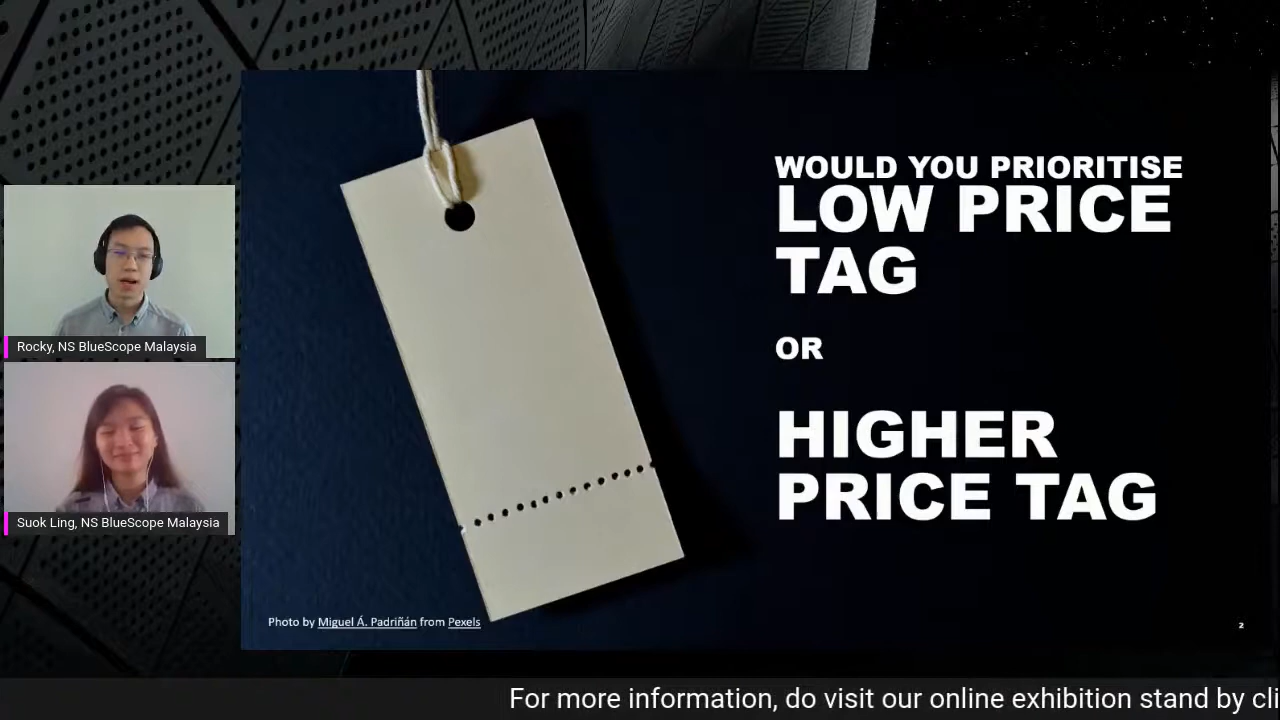 WOULD YOU PRIORITISE
LOW PRICE
TAG
OR
HIGHER
PRICE TAG
Rocky, NS BlueScope Malaysia
Suok Ling, NS BlueScope Malaysia
Photo by Miguel Á. Padriñán from Pexels
2
For more information, do visit our online exhibition stand by cli